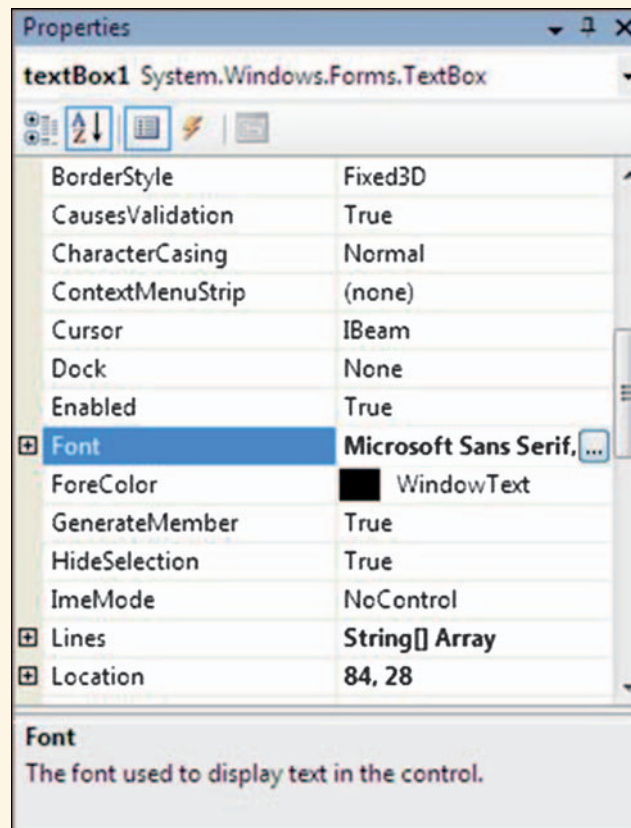 Properties
textBox1 System.Windows.Forms.TextBox
BorderStyle Fixed3D
CausesValidation True
CharacterCasing Normal
ContextMenuStrip (none)
Cursor IBeam
Dock None
Enabled True
Font Microsoft Sans Serif, ...
ForeColor WindowText
GenerateMember True
HideSelection True
ImeMode NoControl
Lines String[] Array
Location 84, 28
Font
The font used to display text in the control.